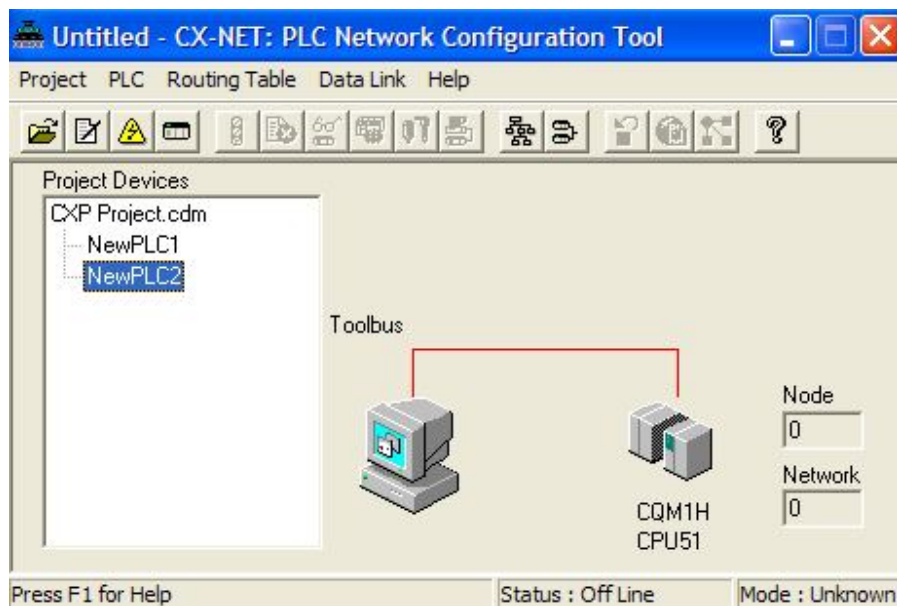 Untitled - CX-NET: PLC Network Configuration Tool
Project PLC Routing Table Data Link Help
Project Devices
CXP Project.cdm
NewPLC1
NewPLC2
Toolbus
Node
0
Network
0
CQM1H
CPU51
Press F1 for Help
Status : Off Line
Mode : Unknown